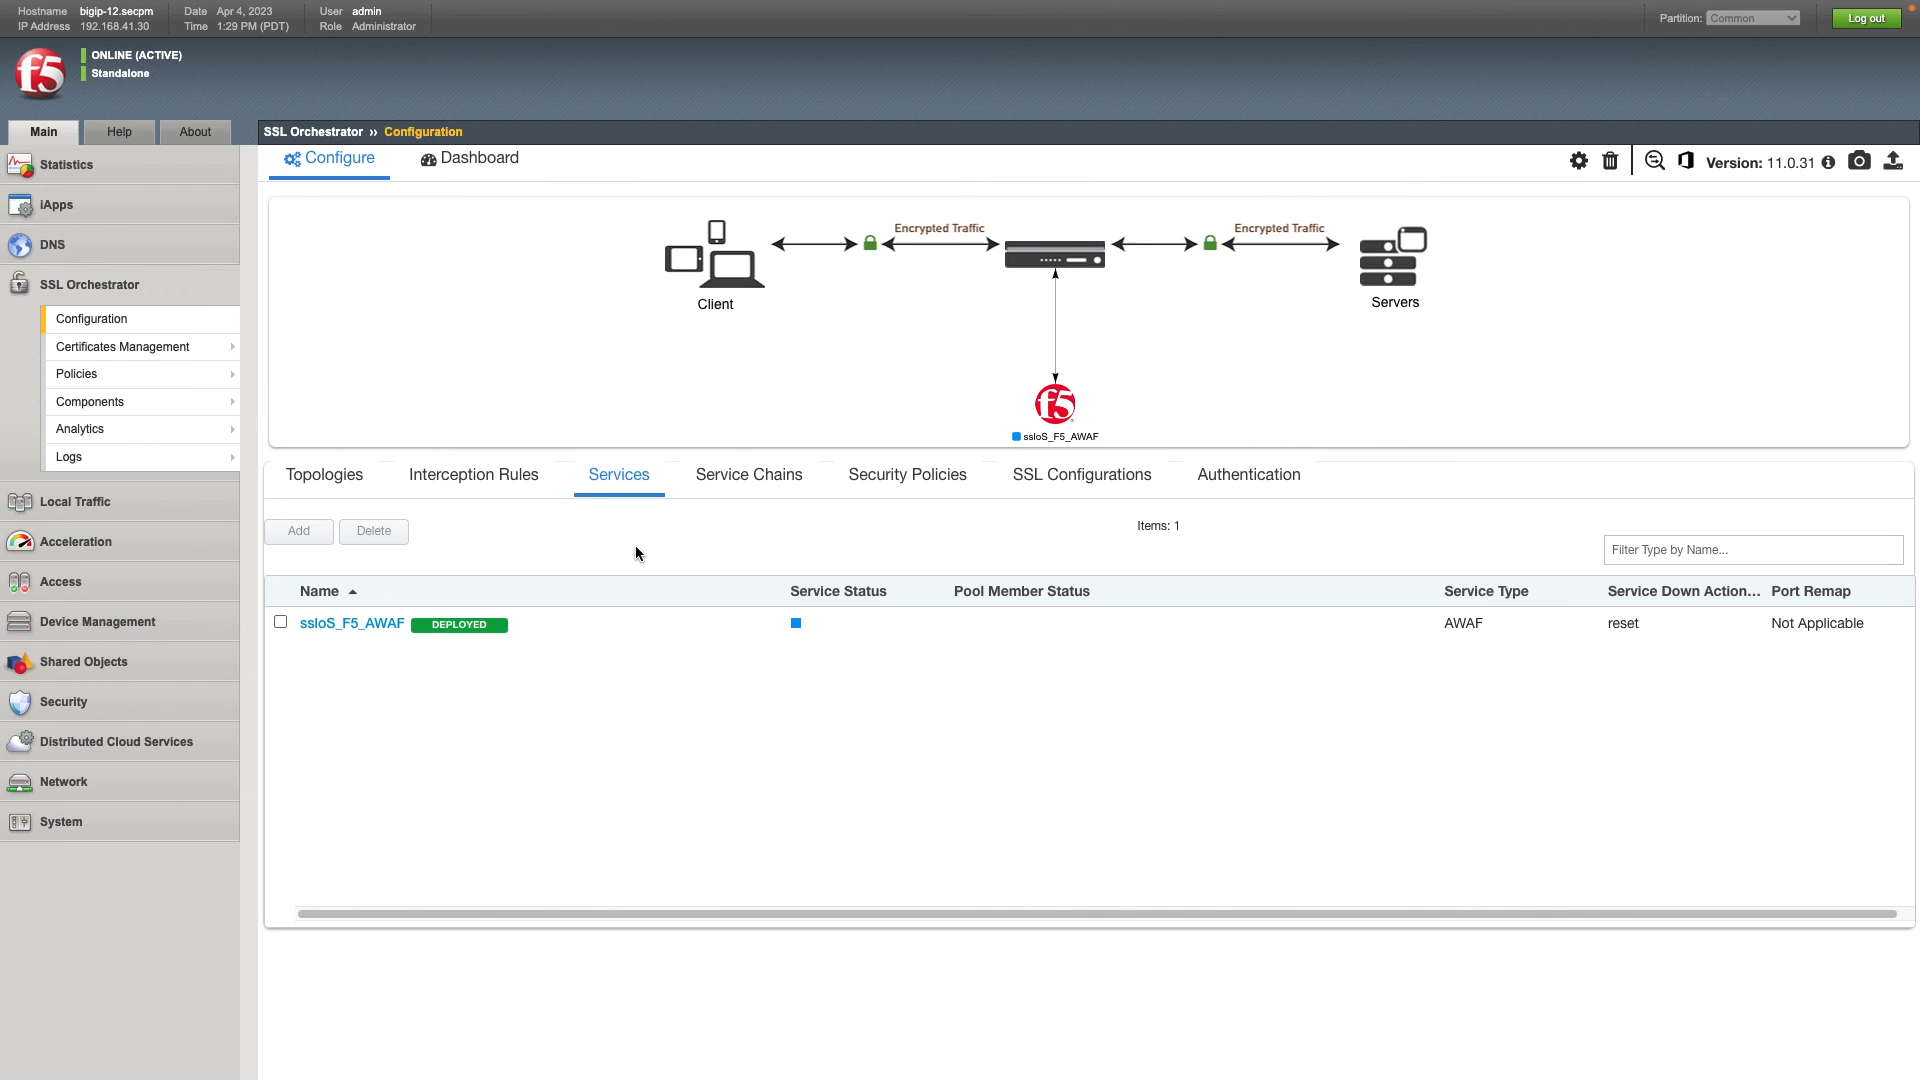 Hostname bigip-12.secpm Date Apr 4, 2023 User admin
IP Address 192.168.41.30 Time 1:29 PM (PDT) Role Administrator
Partition: Common
Log out
f5
ONLINE (ACTIVE)
Standalone
Main Help About
SSL Orchestrator ›› Configuration
Configure Dashboard
Version: 11.0.31
Statistics
iApps
DNS
SSL Orchestrator
Configuration
Certificates Management
Policies
Components
Analytics
Logs
Local Traffic
Acceleration
Access
Device Management
Shared Objects
Security
Distributed Cloud Services
Network
System
Encrypted Traffic Encrypted Traffic
Client Servers
f5
ssloS_F5_AWAF
Topologies Interception Rules Services Service Chains Security Policies SSL Configurations Authentication
Add Delete Items: 1
Filter Type by Name...
Name Service Status Pool Member Status Service Type Service Down Action... Port Remap
ssloS_F5_AWAF DEPLOYED AWAF reset Not Applicable